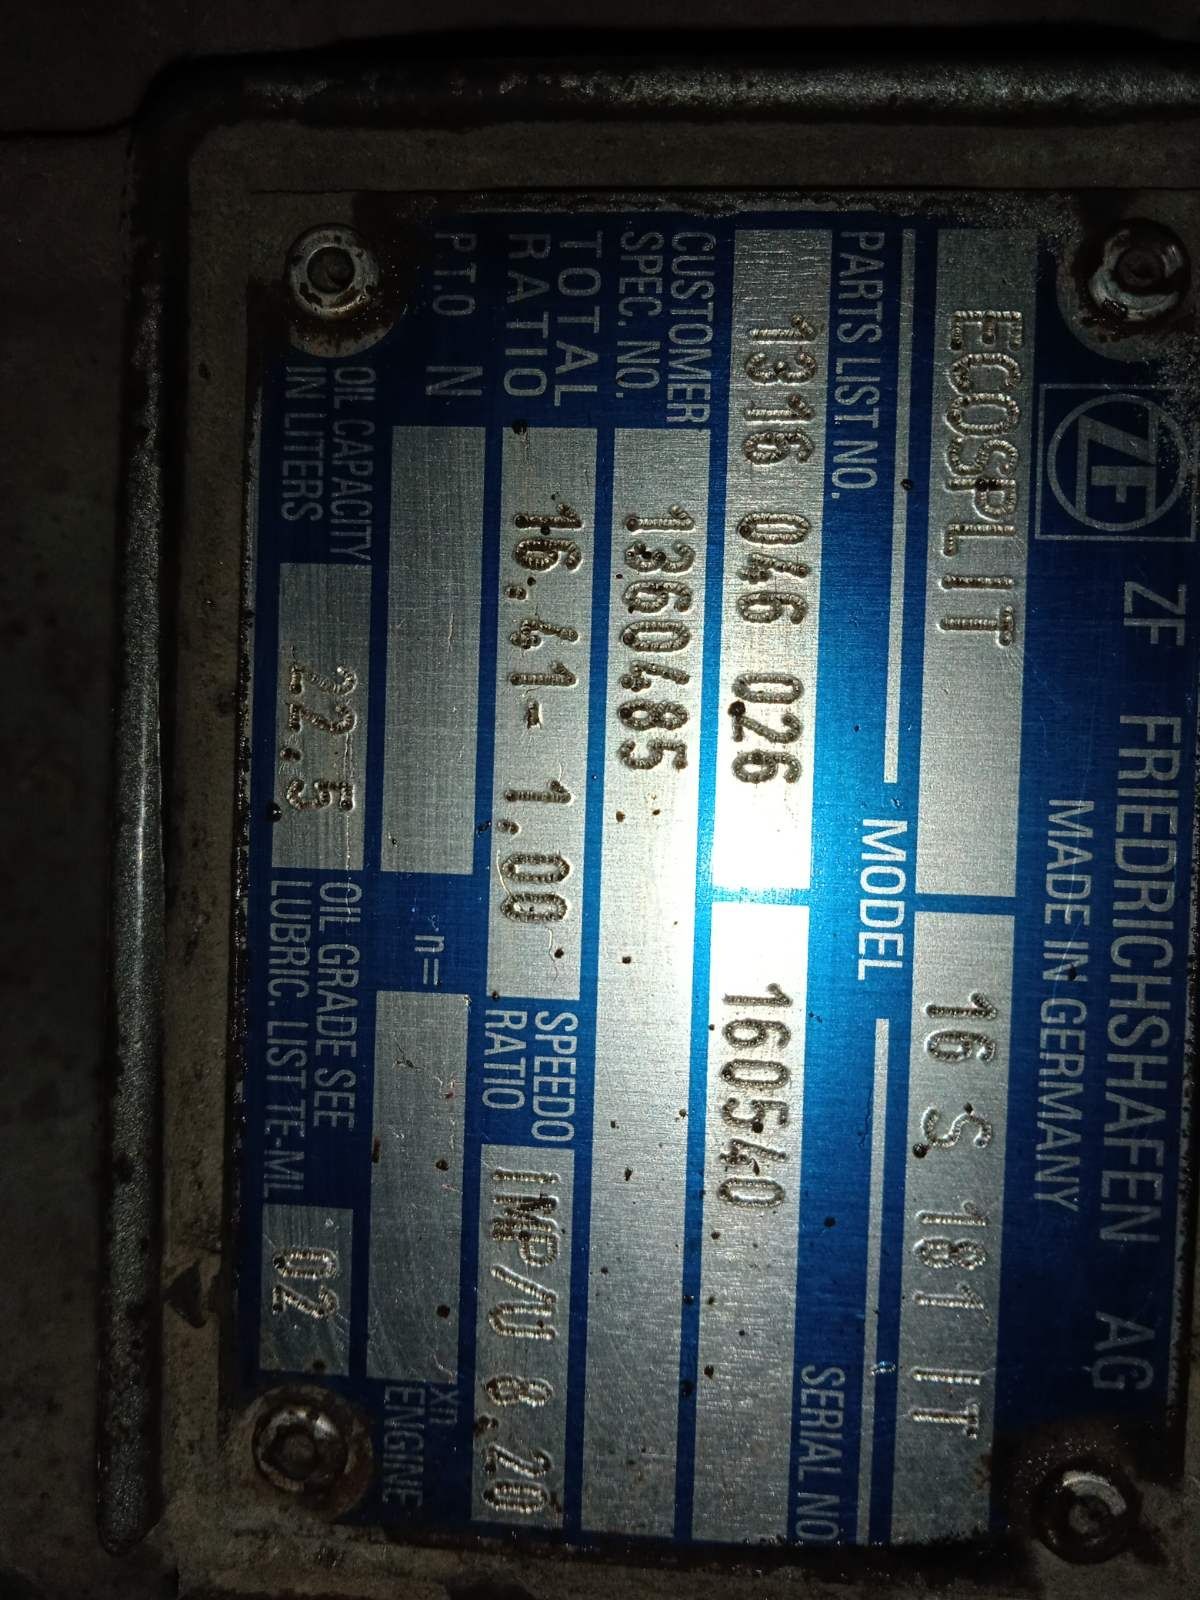 ZF ZF FRIEDRICHSHAFEN AG
MADE IN GERMANY
ECOSPLIT 16 S 181 IT
MODEL
PARTS LIST NO. SERIAL NO
1316 046 026 160540
CUSTOMER
SPEC. NO. 1360485
TOTAL
RATIO 16.41- 1.00 SPEEDO
RATIO IMP/U 8.20
P.T.O N n= xn
ENGINE
OIL CAPACITY
IN LITERS 22.5 OIL GRADE SEE
LUBRIC. LIST TE-ML 02